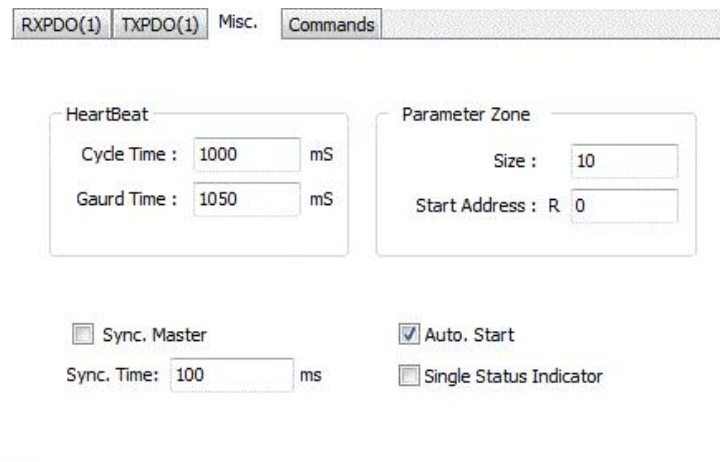 RXPDO(1) TXPDO(1) Misc. Commands
HeartBeat
Cycle Time : 1000 mS
Gaurd Time : 1050 mS
Parameter Zone
Size : 10
Start Address : R 0
Sync. Master
Sync. Time: 100 ms
Auto. Start
Single Status Indicator